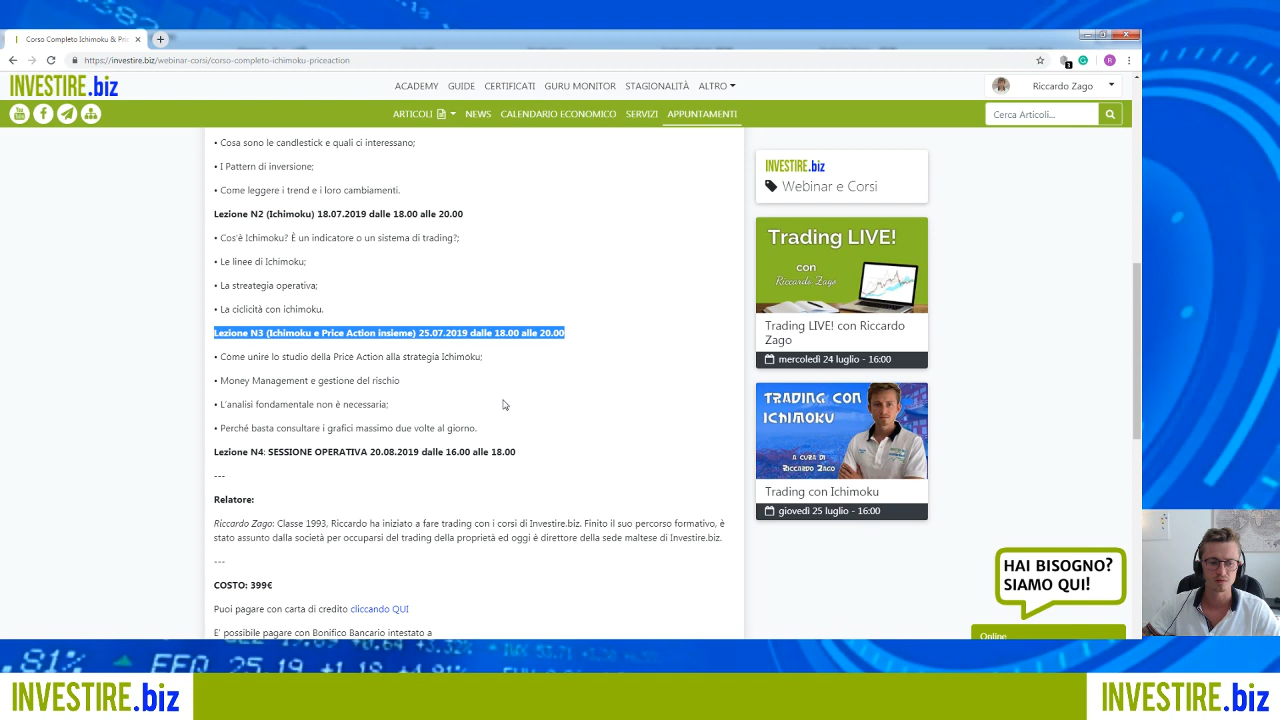 Corso Completo Ichimoku & Pric
https://investire.biz/webinar-corsi/corso-completo-ichimoku-priceaction
3
R
INVESTIRE.biz
ACADEMY GUIDE CERTIFICATI GURU MONITOR STAGIONALITÀ ALTRO
Riccardo Zago
ARTICOLI NEWS CALENDARIO ECONOMICO SERVIZI APPUNTAMENTI
Cerca Articoli...
• Cosa sono le candlestick e quali ci interessano;
• I Pattern di inversione;
• Come leggere i trend e i loro cambiamenti.
Lezione N2 (Ichimoku) 18.07.2019 dalle 18.00 alle 20.00
• Cos'è Ichimoku? È un indicatore o un sistema di trading?;
• Le linee di Ichimoku;
• La streategia operativa;
• La ciclicità con ichimoku.
Lezione N3 (Ichimoku e Price Action insieme) 25.07.2019 dalle 18.00 alle 20.00
• Come unire lo studio della Price Action alla strategia Ichimoku;
• Money Management e gestione del rischio
• L'analisi fondamentale non è necessaria;
• Perché basta consultare i grafici massimo due volte al giorno.
Lezione N4: SESSIONE OPERATIVA 20.08.2019 dalle 16.00 alle 18.00
---
Relatore:
Riccardo Zago: Classe 1993, Riccardo ha iniziato a fare trading con i corsi di Investire.biz. Finito il suo percorso formativo, è
stato assunto dalla società per occuparsi del trading della proprietà ed oggi è direttore della sede maltese di Investire.biz.
---
COSTO: 399€
Puoi pagare con carta di credito cliccando QUI
E' possibile pagare con Bonifico Bancario intestato a
INVESTIRE.biz
Webinar e Corsi
Trading LIVE!
con
Riccardo Zago
Trading LIVE! con Riccardo
Zago
mercoledì 24 luglio - 16:00
TRADING CON
ICHIMOKU
A CURA DI
RICCARDO ZAGO
Trading con Ichimoku
giovedì 25 luglio - 16:00
HAI BISOGNO?
SIAMO QUI!
Online
.81%
25.19 +1.18 +4.91%
INVESTIRE.biz
INVESTIRE.biz